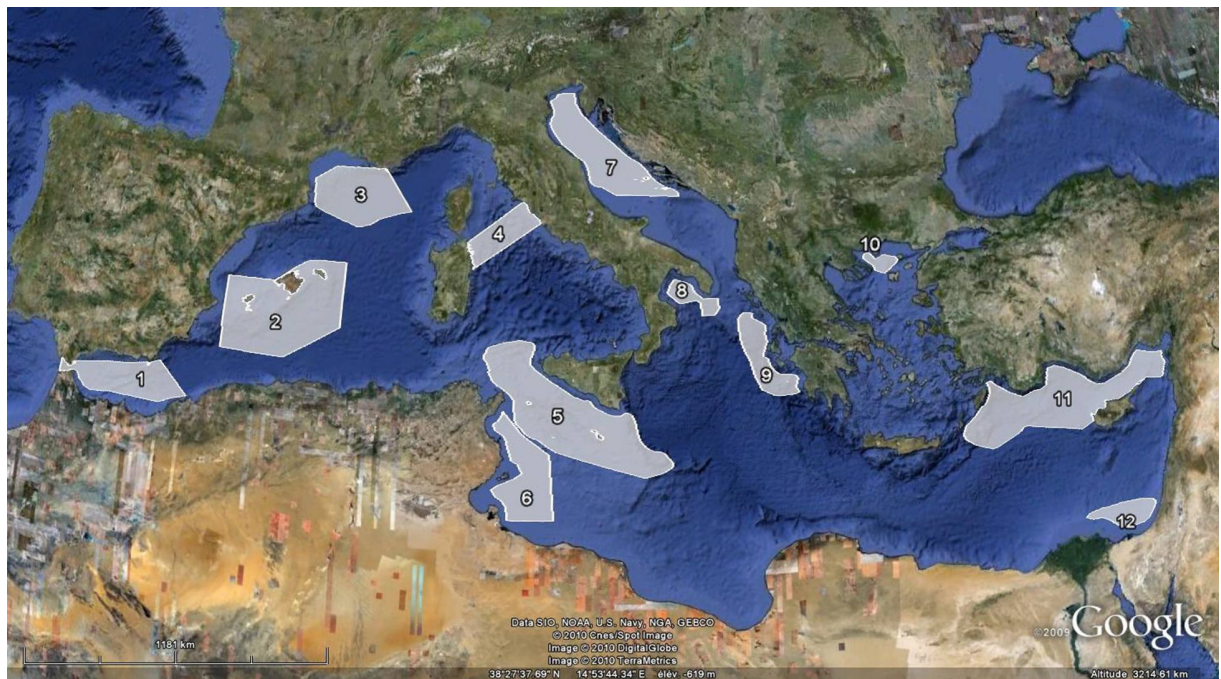 7
3
4
10
8
2
9
1
11
5
6
12
Data SIO, NOAA, U.S. Navy, NGA, GEBCO
© 2010 Cnes/Spot Image
Image © 2010 DigitalGlobe
Image © 2010 TerraMetrics
©2009 Google
1181 km
38°27'37.69" N 14°53'44.34" E élév -619 m
Altitude 3214.61 km